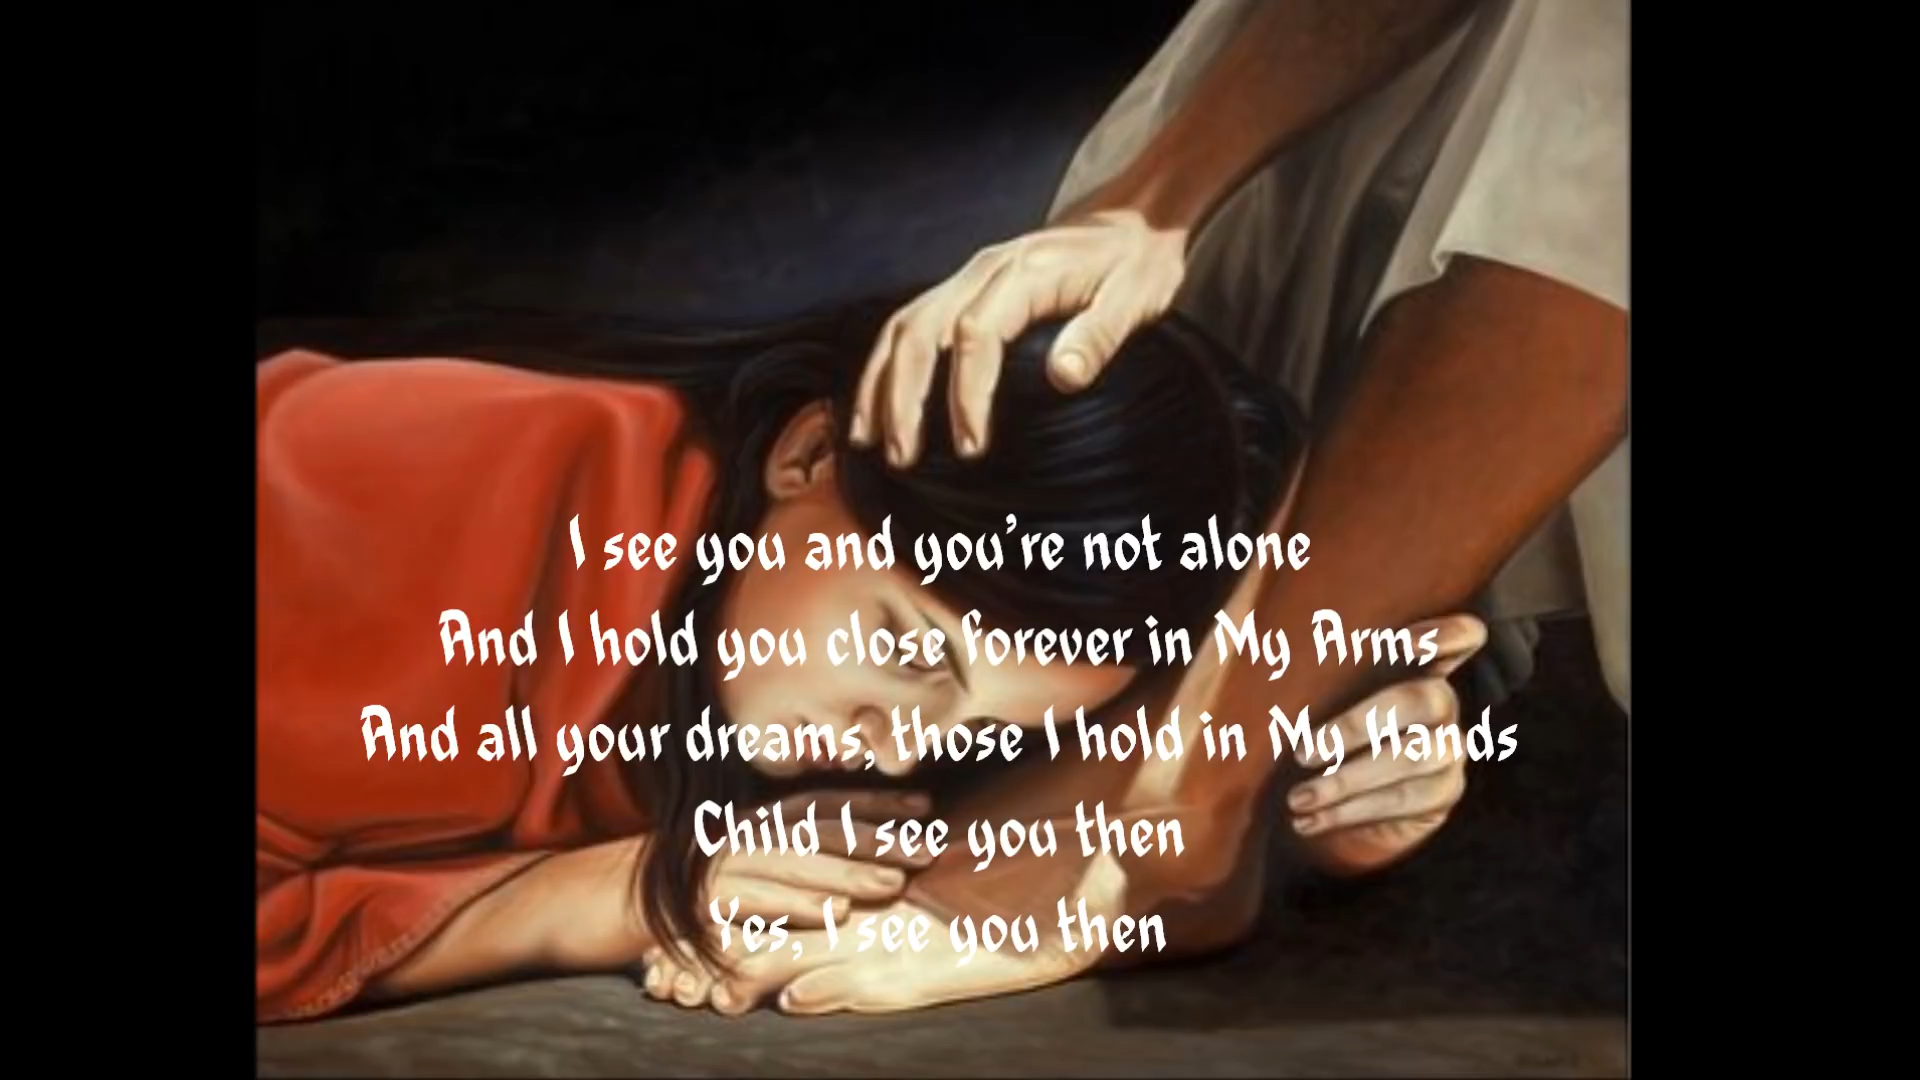 I see you and you're not alone
And I hold you close forever in My Arms
And all your dreams, those I hold in My Hands
Child I see you then
Yes, I see you then